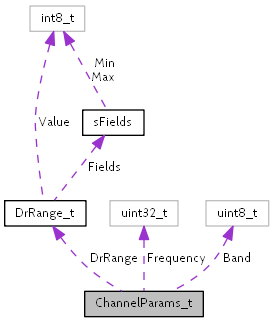 int8_t
Min
Max
Value
sFields
Fields
DrRange_t
uint32_t
uint8_t
DrRange
Frequency
Band
ChannelParams_t